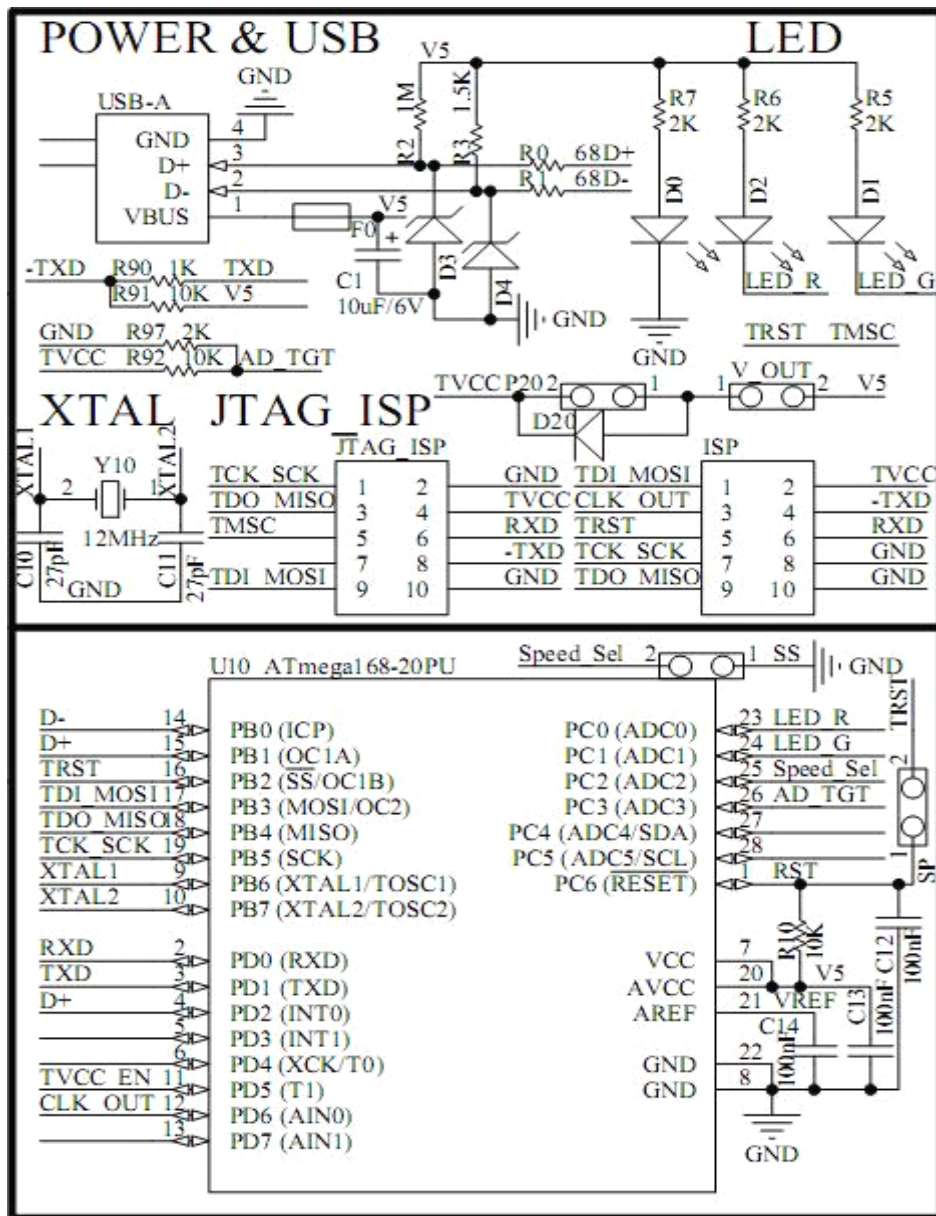 POWER & USB
LED
V5
GND
USB-A
GND 4
D+ 3
D- 2
VBUS 1
R2 1M
R3 1.5K
R0 68D+
R1 68D-
R7
2K
R6
2K
R5
2K
D0
D2
D1
F0
V5
+
C1
10uF/6V
D3
D4
GND
LED_R
LED_G
GND
-TXD R90 1K TXD
R91 10K V5
GND R97 2K
TVCC R92 10K AD_TGT
TRST TMSC
TVCC P20 2 1
D20
V_OUT
1 2 V5
XTAL
JTAG_ISP
XTAL1
XTAL2
Y10
2 1
12MHz
C10
27pF
C11
27pF
GND
JTAG_ISP
TCK_SCK 1 2 GND
TDO_MISO 3 4 TVCC
TMSC 5 6 RXD
7 8 -TXD
TDI_MOSI 9 10 GND
ISP
TDI_MOSI 1 2 TVCC
CLK_OUT 3 4 -TXD
TRST 5 6 RXD
TCK_SCK 7 8 GND
TDO_MISO 9 10 GND
U10 ATmega168-20PU
Speed_Sel 2 1 SS
GND
D- 14 PB0 (ICP)
D+ 15 PB1 (OC1A)
TRST 16 PB2 (SS/OC1B)
TDI_MOSI 17 PB3 (MOSI/OC2)
TDO_MISO 18 PB4 (MISO)
TCK_SCK 19 PB5 (SCK)
XTAL1 9 PB6 (XTAL1/TOSC1)
XTAL2 10 PB7 (XTAL2/TOSC2)
RXD 2 PD0 (RXD)
TXD 3 PD1 (TXD)
D+ 4 PD2 (INT0)
5 PD3 (INT1)
6 PD4 (XCK/T0)
TVCC_EN 11 PD5 (T1)
CLK_OUT 12 PD6 (AIN0)
13 PD7 (AIN1)
PC0 (ADC0) 23 LED_R
PC1 (ADC1) 24 LED_G
PC2 (ADC2) 25 Speed_Sel
PC3 (ADC3) 26 AD_TGT
PC4 (ADC4/SDA) 27
PC5 (ADC5/SCL) 28
PC6 (RESET) 1 RST
TRST
2
1
SP
R10
10K
C12
100nF
VCC 7
AVCC 20 V5
AREF 21 VREF
C13
100nF
C14
100nF
GND 22
GND 8
GND